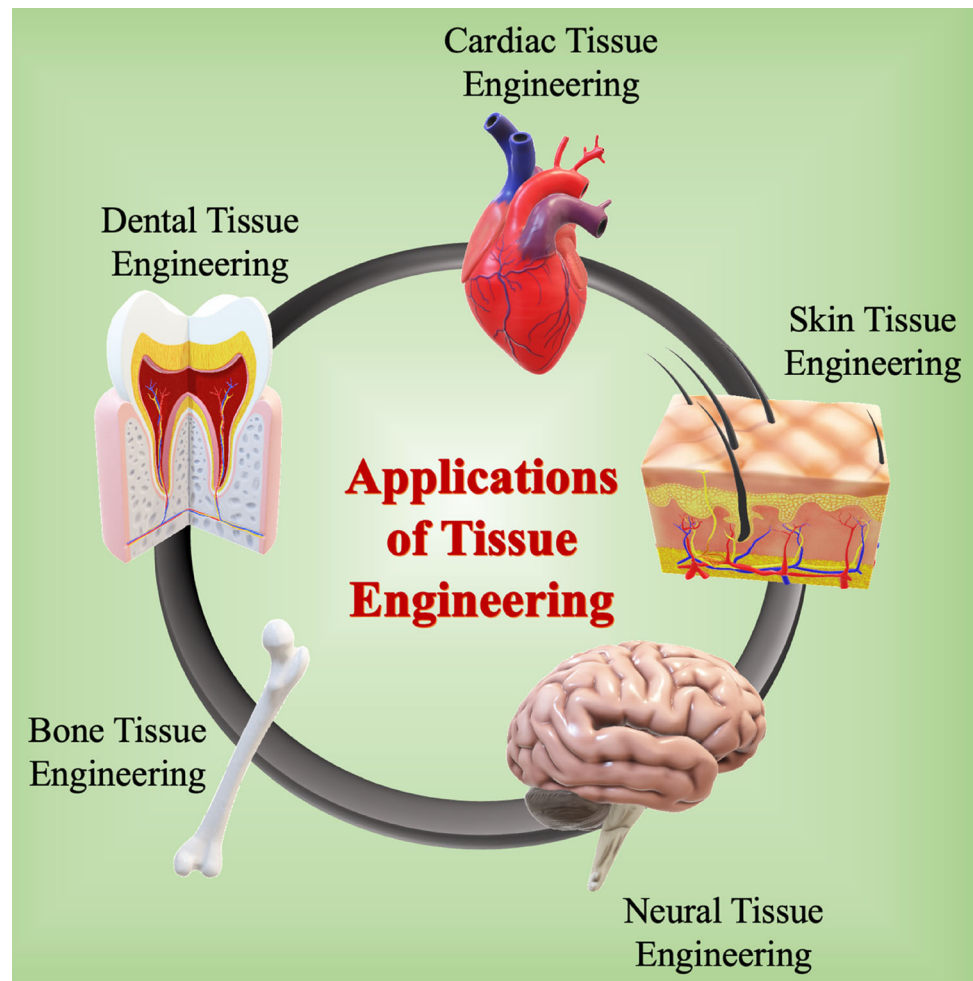 Cardiac Tissue
Engineering
Dental Tissue
Engineering
Skin Tissue
Engineering
Applications
of Tissue
Engineering
Bone Tissue
Engineering
Neural Tissue
Engineering